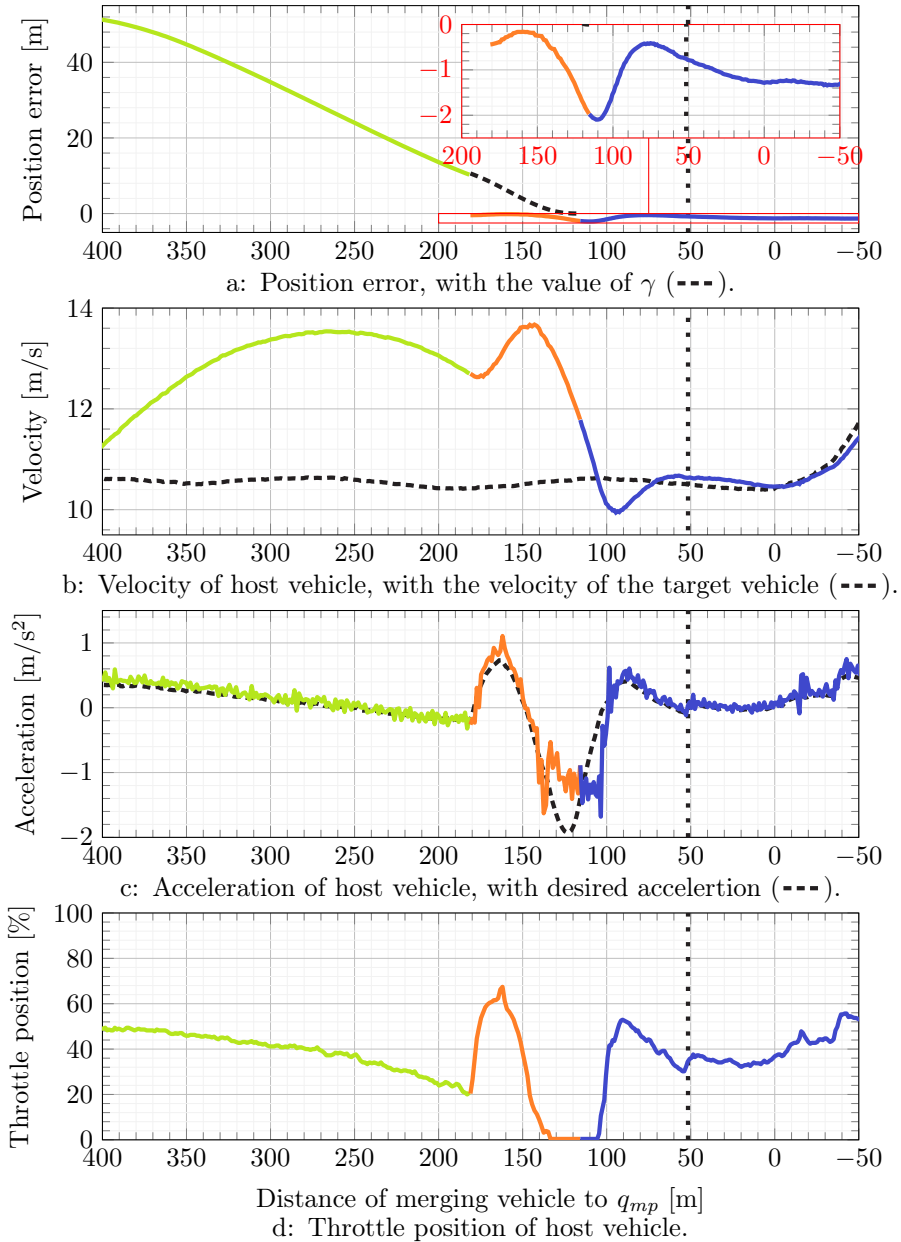 Position error [m]
40
20
0
0
−1
−2
200 150 100 50 0 −50
400 350 300 250 200 150 100 50 0 −50
a: Position error, with the value of γ (---).
Velocity [m/s]
14
12
10
400 350 300 250 200 150 100 50 0 −50
b: Velocity of host vehicle, with the velocity of the target vehicle (---).
Acceleration [m/s²]
1
0
−1
−2
400 350 300 250 200 150 100 50 0 −50
c: Acceleration of host vehicle, with desired accelertion (---).
Throttle position [%]
100
80
60
40
20
0
400 350 300 250 200 150 100 50 0 −50
Distance of merging vehicle to qmp [m]
d: Throttle position of host vehicle.